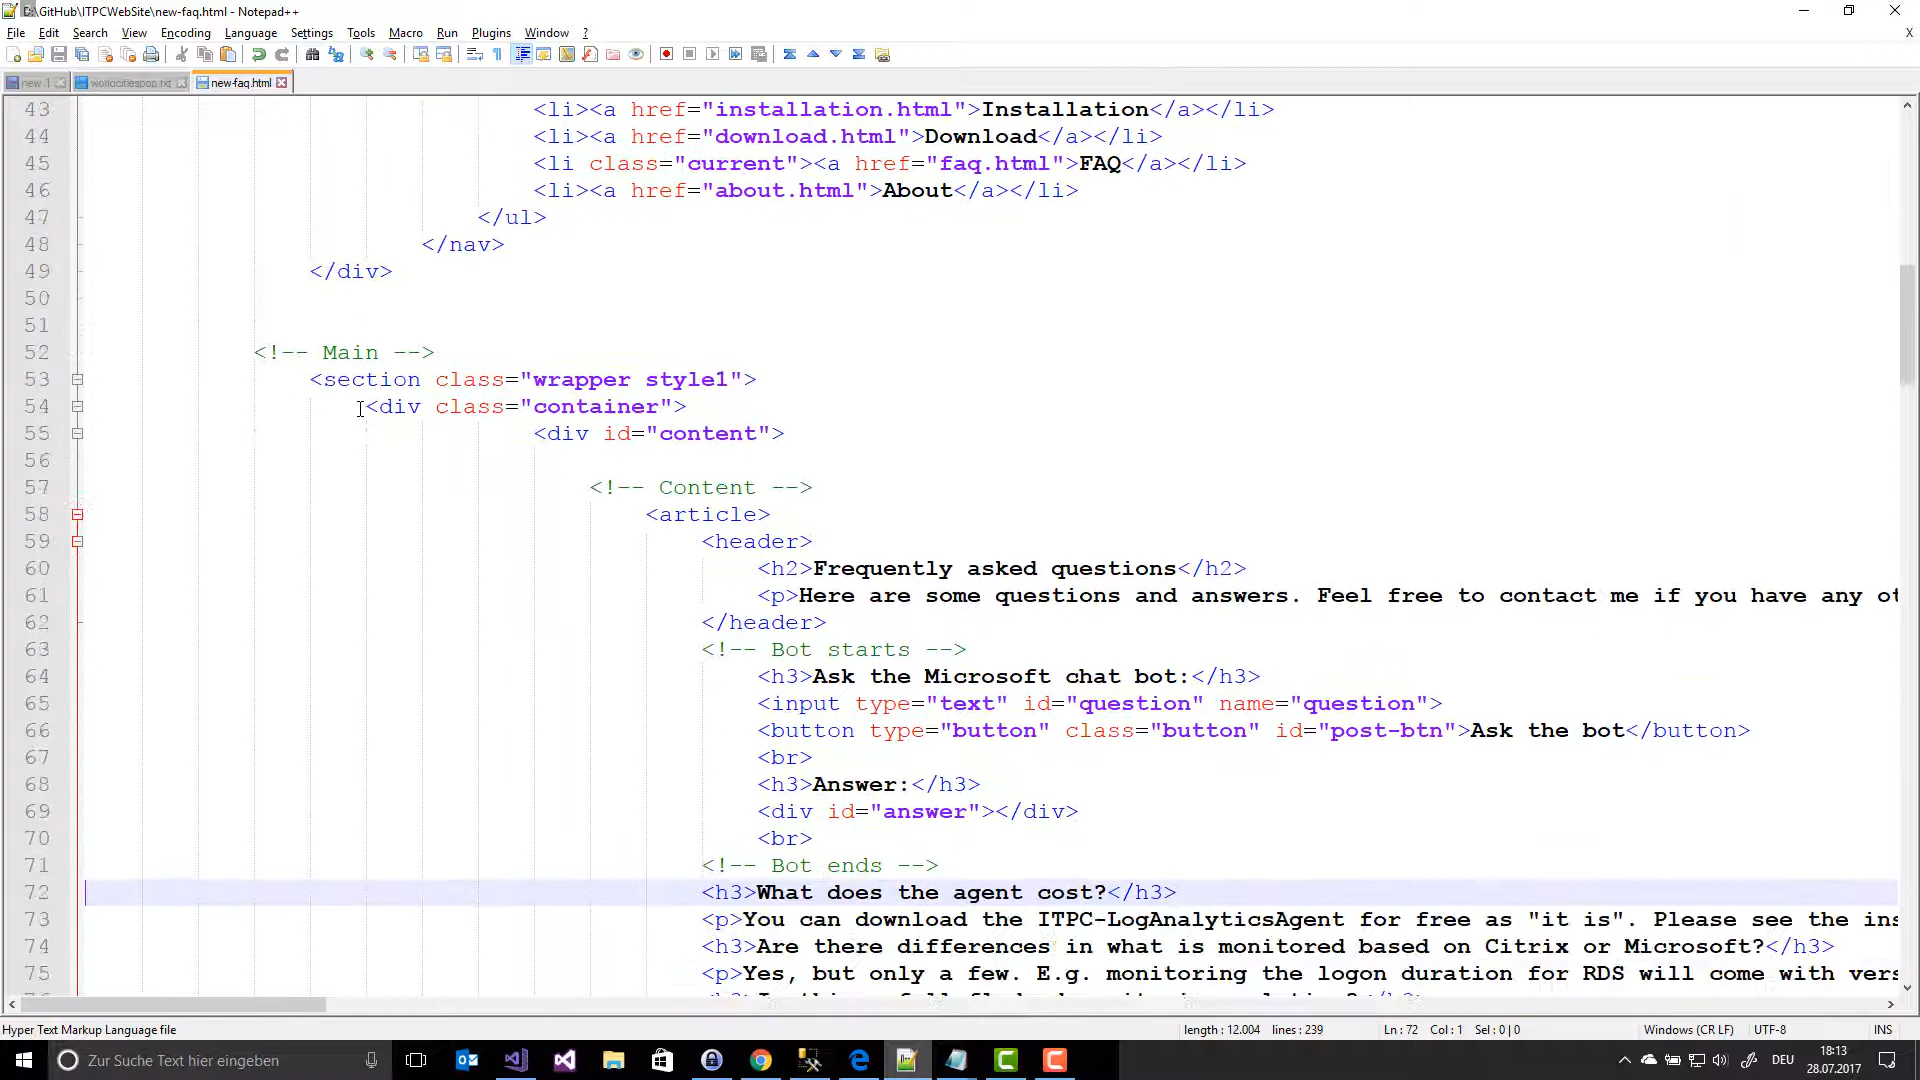 D:\GitHub\ITPCWebSite\new-faq.html - Notepad++
File Edit Search View Encoding Language Settings Tools Macro Run Plugins Window ? X
new 1 worldcitiespop.txt new-faq.html
43 <li><a href="installation.html">Installation</a></li>
44 <li><a href="download.html">Download</a></li>
45 <li class="current"><a href="faq.html">FAQ</a></li>
46 <li><a href="about.html">About</a></li>
47 </ul>
48 </nav>
49 </div>
50
51
52 <!-- Main -->
53 <section class="wrapper style1">
54 <div class="container">
55 <div id="content">
56
57 <!-- Content -->
58 <article>
59 <header>
60 <h2>Frequently asked questions</h2>
61 <p>Here are some questions and answers. Feel free to contact me if you have any ot
62 </header>
63 <!-- Bot starts -->
64 <h3>Ask the Microsoft chat bot:</h3>
65 <input type="text" id="question" name="question">
66 <button type="button" class="button" id="post-btn">Ask the bot</button>
67 <br>
68 <h3>Answer:</h3>
69 <div id="answer"></div>
70 <br>
71 <!-- Bot ends -->
72 <h3>What does the agent cost?</h3>
73 <p>You can download the ITPC-LogAnalyticsAgent for free as "it is". Please see the ins
74 <h3>Are there differences in what is monitored based on Citrix or Microsoft?</h3>
75 <p>Yes, but only a few. E.g. monitoring the logon duration for RDS will come with vers
Hyper Text Markup Language file length : 12.004 lines : 239 Ln : 72 Col : 1 Sel : 0 | 0 Windows (CR LF) UTF-8 INS
Zur Suche Text hier eingeben DEU 18:13
28.07.2017